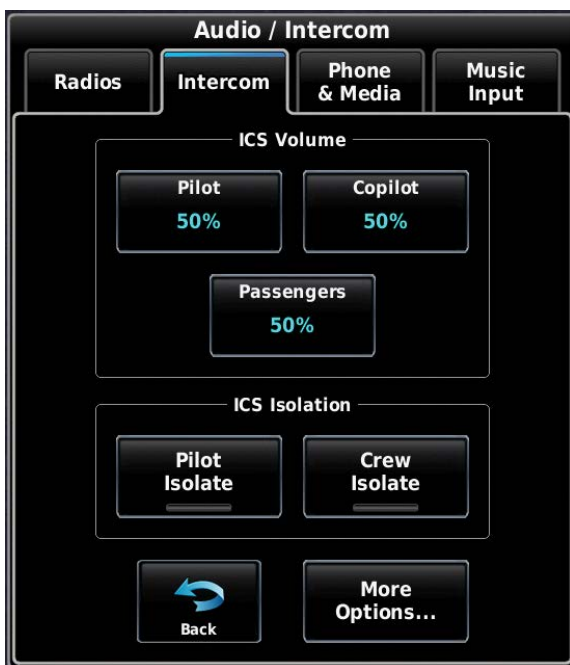 Audio / Intercom
Radios
Intercom
Phone
& Media
Music
Input
ICS Volume
Pilot
50%
Copilot
50%
Passengers
50%
ICS Isolation
Pilot
Isolate
Crew
Isolate
Back
More
Options...